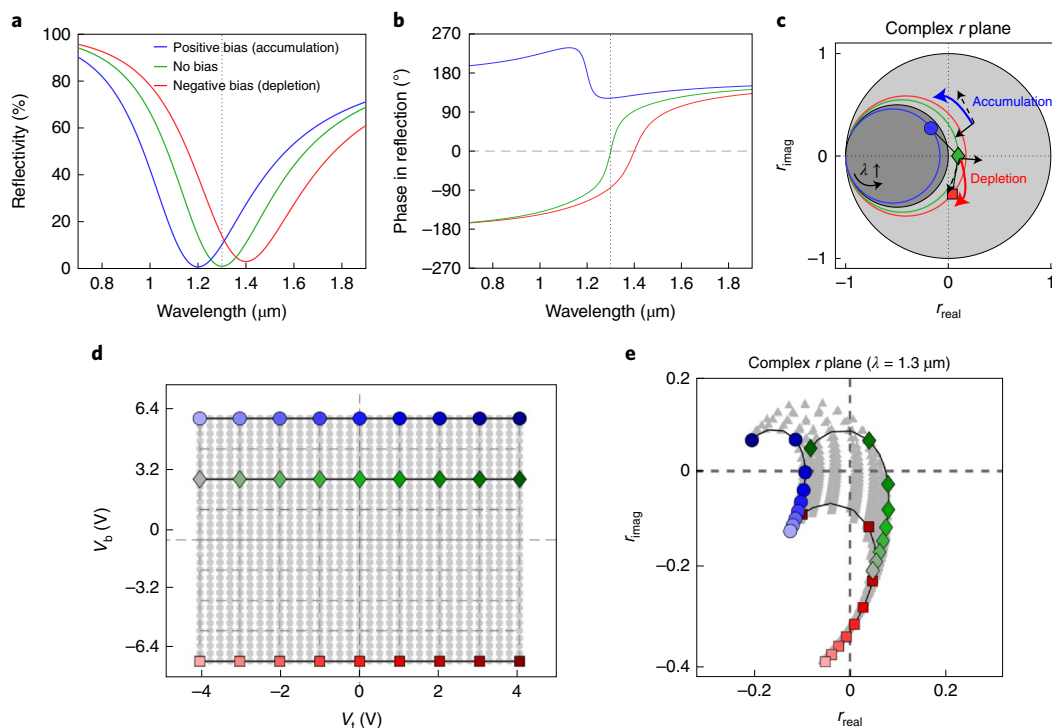 a
100
80
60
40
20
0
Reflectivity (%)
Positive bias (accumulation)
No bias
Negative bias (depletion)
0.8 1 1.2 1.4 1.6 1.8
Wavelength (μm)
b
270
180
90
0
−90
−180
−270
Phase in reflection (°)
0.8 1 1.2 1.4 1.6 1.8
Wavelength (μm)
c
Complex r plane
1
0
−1
r imag
Accumulation
Depletion
λ ↑
−1 0 1
r real
d
6.4
3.2
0
−3.2
−6.4
Vb (V)
−4 −2 0 2 4
Vt (V)
e
Complex r plane (λ = 1.3 μm)
0.2
0
−0.2
−0.4
r imag
−0.2 0 0.2
r real